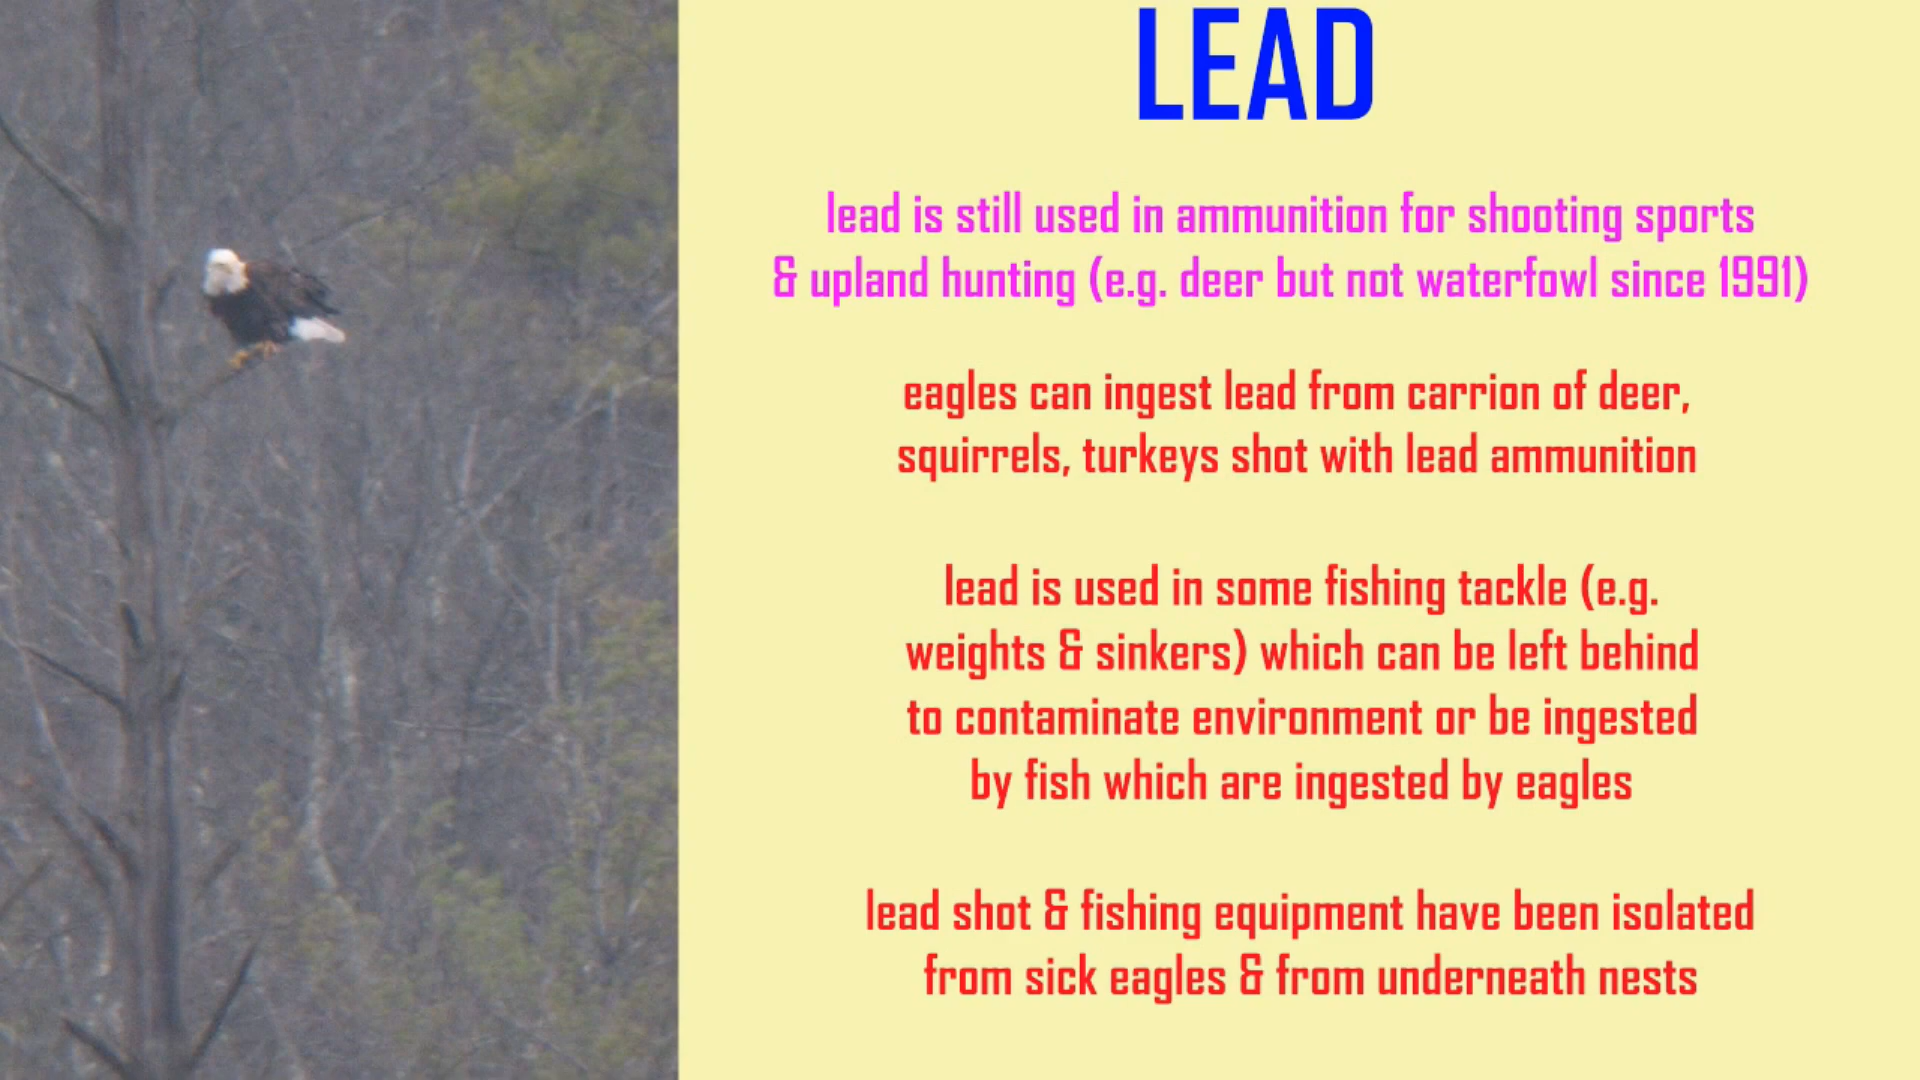 LEAD
lead is still used in ammunition for shooting sports
& upland hunting (e.g. deer but not waterfowl since 1991)
eagles can ingest lead from carrion of deer,
squirrels, turkeys shot with lead ammunition
lead is used in some fishing tackle (e.g.
weights & sinkers) which can be left behind
to contaminate environment or be ingested
by fish which are ingested by eagles
lead shot & fishing equipment have been isolated
from sick eagles & from underneath nests